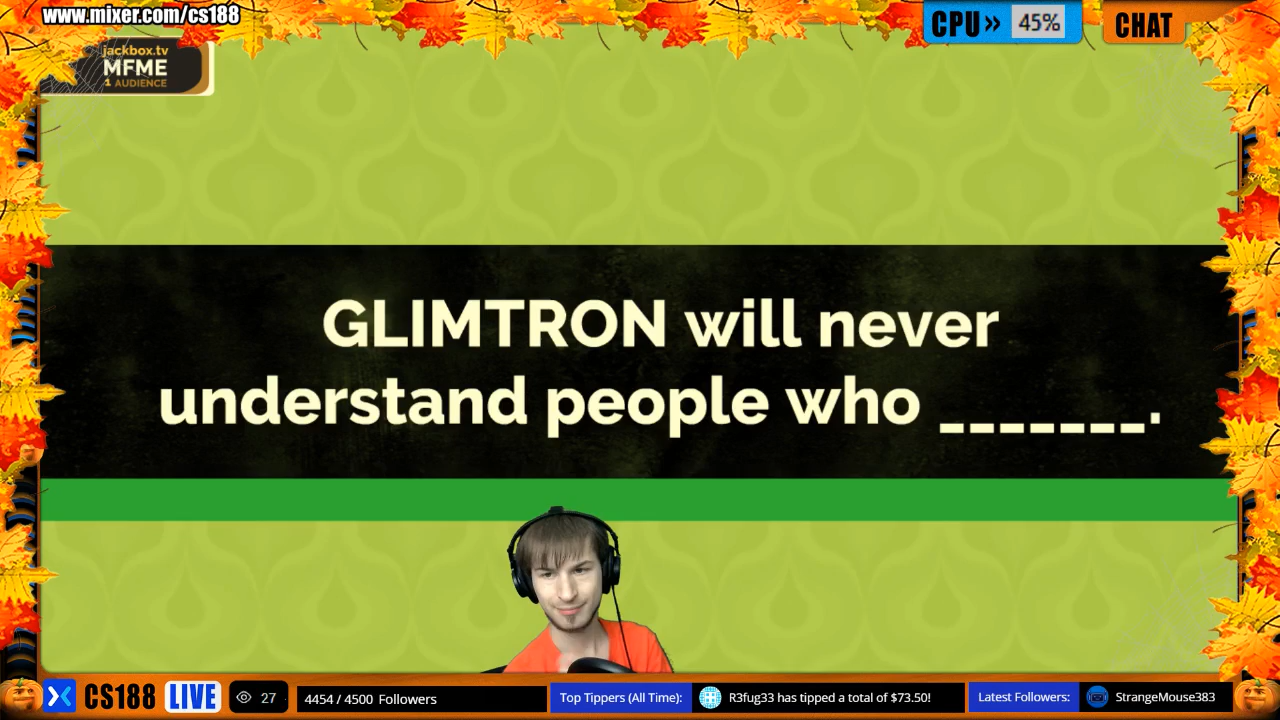 www.mixer.com/cs188
CPU» 45%
CHAT
jackbox.tv
MFME
1 AUDIENCE
GLIMTRON will never
understand people who _______.
CS188 LIVE
27
4454 / 4500 Followers
Top Tippers (All Time):
R3fug33 has tipped a total of $73.50!
Latest Followers:
StrangeMouse383